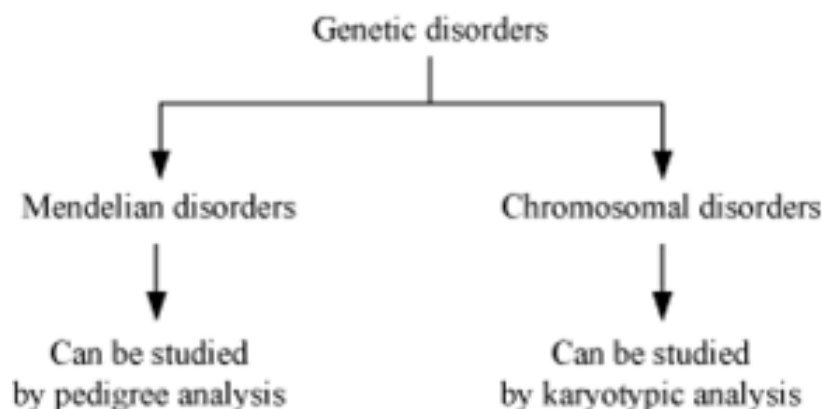 Genetic disorders
Mendelian disorders
Chromosomal disorders
Can be studied
by pedigree analysis
Can be studied
by karyotypic analysis